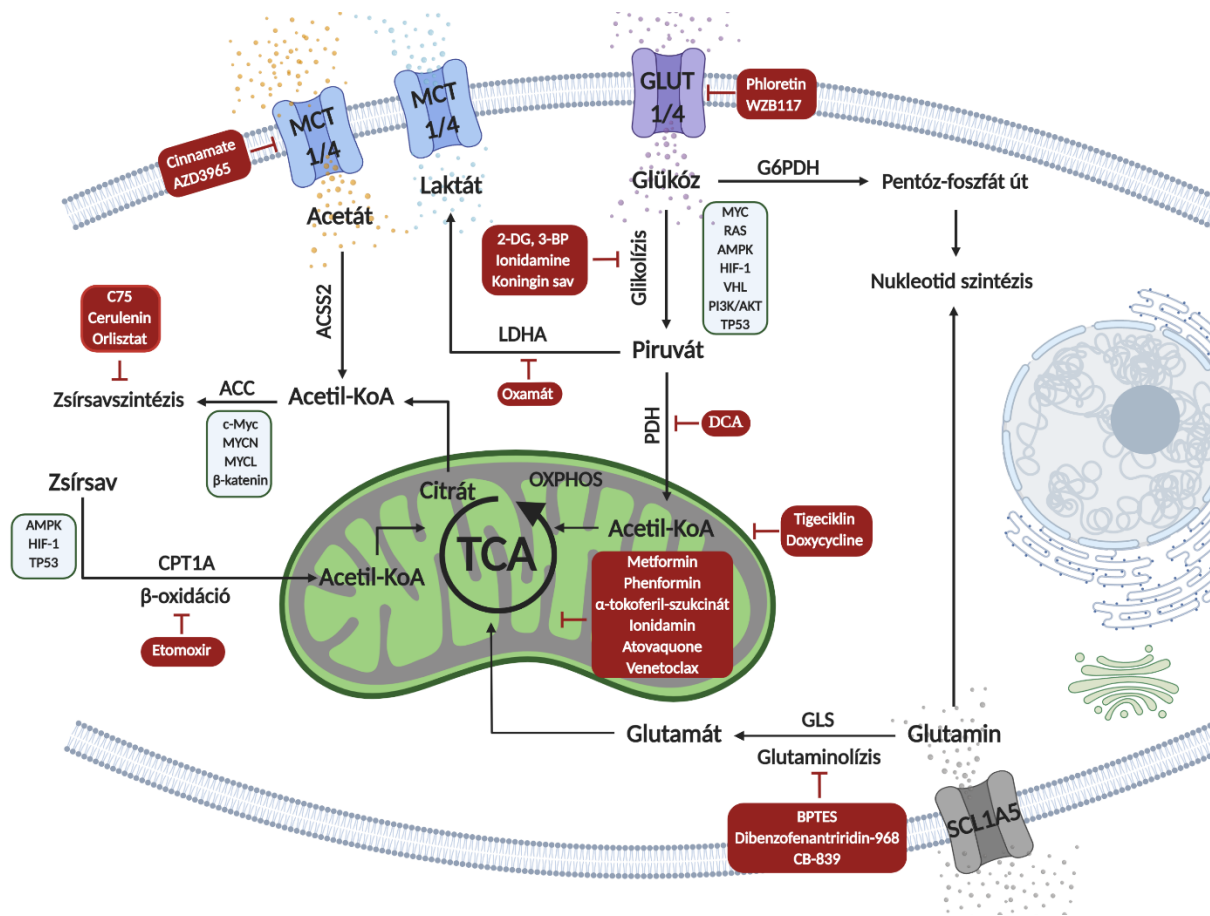 MCT
1/4
MCT
1/4
GLUT
1/4
Phloretin
WZB117
Cinnamate
AZD3965
Acetát
Laktát
Glükóz
G6PDH
Pentóz-foszfát út
MYC
RAS
AMPK
HIF-1
VHL
PI3K/AKT
TP53
2-DG, 3-BP
Ionidamine
Koningin sav
Glikolízis
Nukleotid szintézis
C75
Cerulenin
Orlisztat
ACSS2
LDHA
Piruvát
Oxamát
Zsírsavszintézis
ACC
Acetil-KoA
c-Myc
MYCN
MYCL
β-katenin
PDH
DCA
Zsírsav
Citrát
OXPHOS
AMPK
HIF-1
TP53
TCA
Acetil-KoA
Tigeciklin
Doxycycline
CPT1A
β-oxidáció
Acetil-KoA
Metformin
Phenformin
α-tokoferil-szukcinát
Ionidamin
Atovaquone
Venetoclax
Etomoxir
Glutamát
GLS
Glutaminolízis
Glutamin
BPTES
Dibenzofenantriridin-968
CB-839
SCL1A5